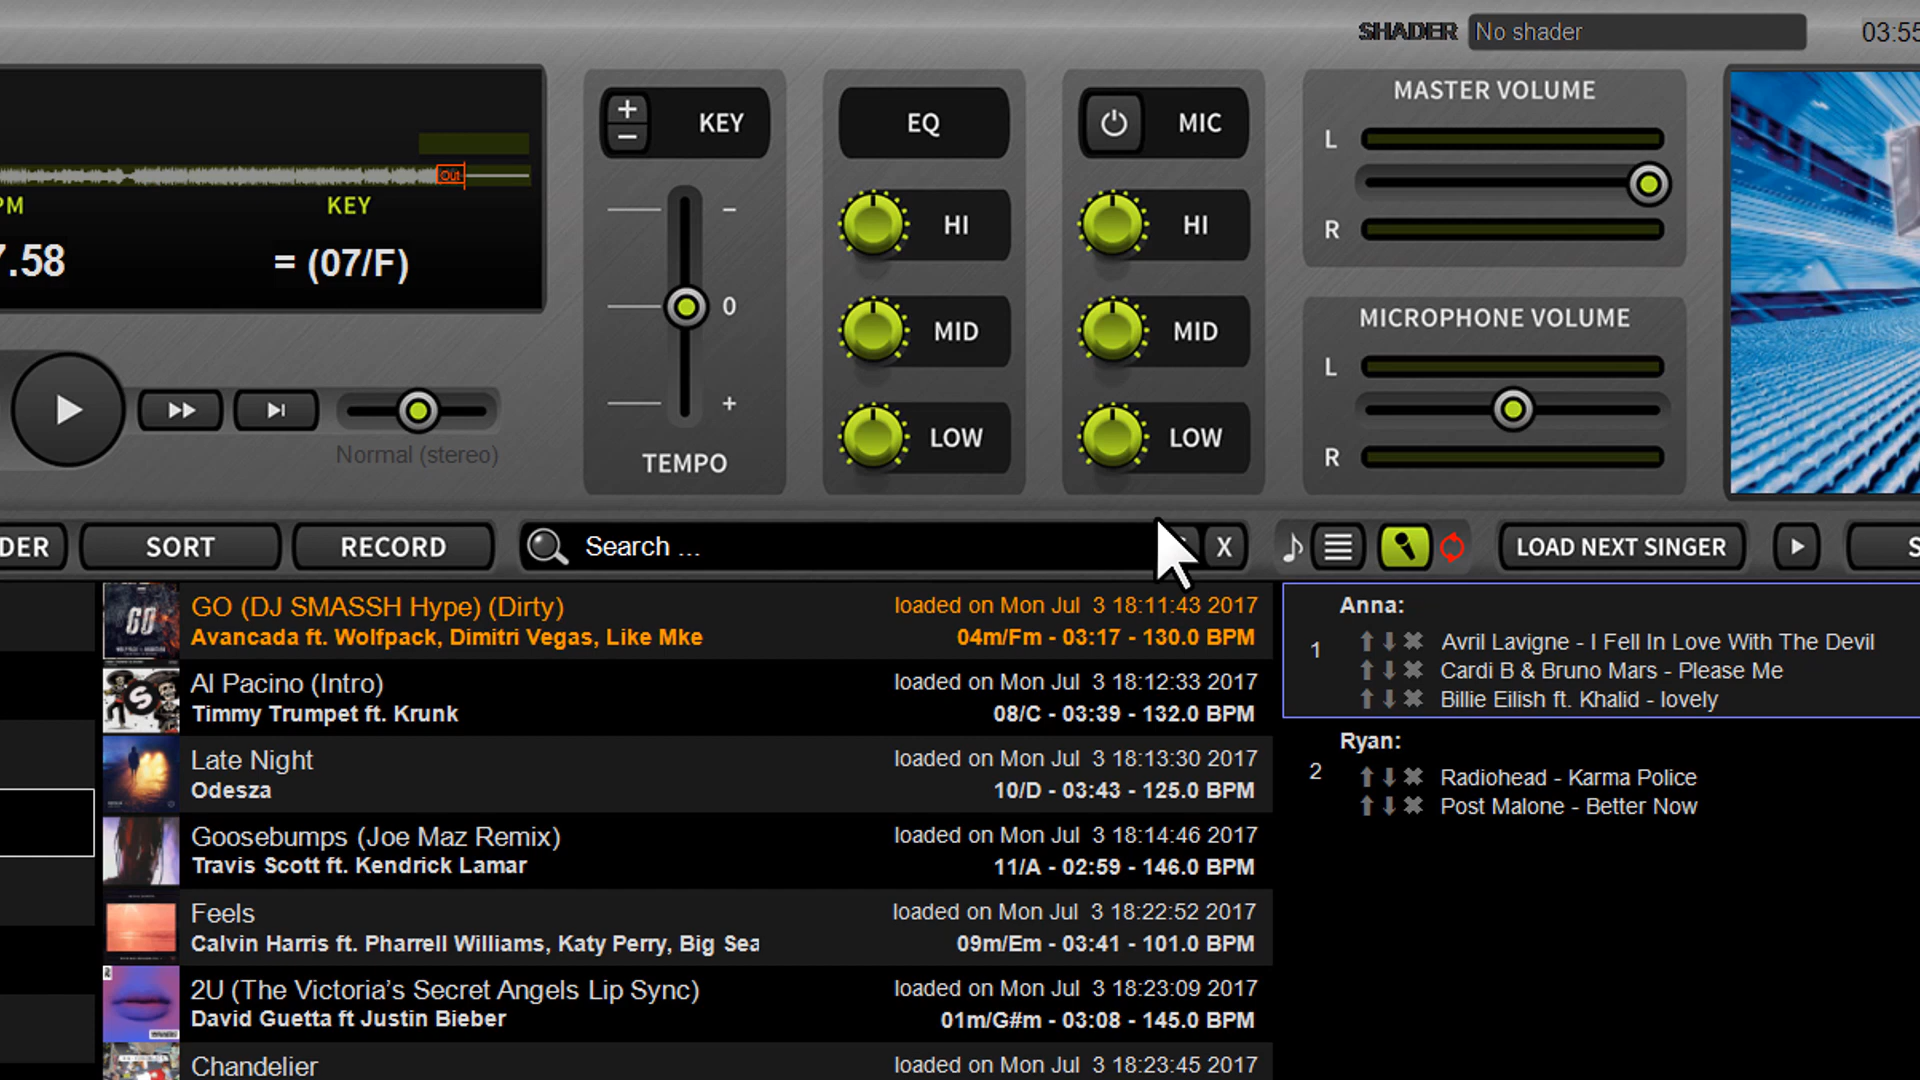 SHADER No shader 03:55
+ − KEY EQ MIC MASTER VOLUME
L
Out
PM KEY
7.58 = (07/F)
− HI HI R
0 MID MID MICROPHONE VOLUME
L
+ LOW LOW R
Normal (stereo) TEMPO
DER SORT RECORD Search ... X LOAD NEXT SINGER S
GO (DJ SMASSH Hype) (Dirty) loaded on Mon Jul 3 18:11:43 2017
Avancada ft. Wolfpack, Dimitri Vegas, Like Mke 04m/Fm - 03:17 - 130.0 BPM
Al Pacino (Intro) loaded on Mon Jul 3 18:12:33 2017
Timmy Trumpet ft. Krunk 08/C - 03:39 - 132.0 BPM
Late Night loaded on Mon Jul 3 18:13:30 2017
Odesza 10/D - 03:43 - 125.0 BPM
Goosebumps (Joe Maz Remix) loaded on Mon Jul 3 18:14:46 2017
Travis Scott ft. Kendrick Lamar 11/A - 02:59 - 146.0 BPM
Feels loaded on Mon Jul 3 18:22:52 2017
Calvin Harris ft. Pharrell Williams, Katy Perry, Big Sea 09m/Em - 03:41 - 101.0 BPM
2U (The Victoria's Secret Angels Lip Sync) loaded on Mon Jul 3 18:23:09 2017
David Guetta ft Justin Bieber 01m/G#m - 03:08 - 145.0 BPM
Chandelier loaded on Mon Jul 3 18:23:45 2017
GO
S
Anna:
1
Avril Lavigne - I Fell In Love With The Devil
Cardi B & Bruno Mars - Please Me
Billie Eilish ft. Khalid - lovely
Ryan:
2
Radiohead - Karma Police
Post Malone - Better Now